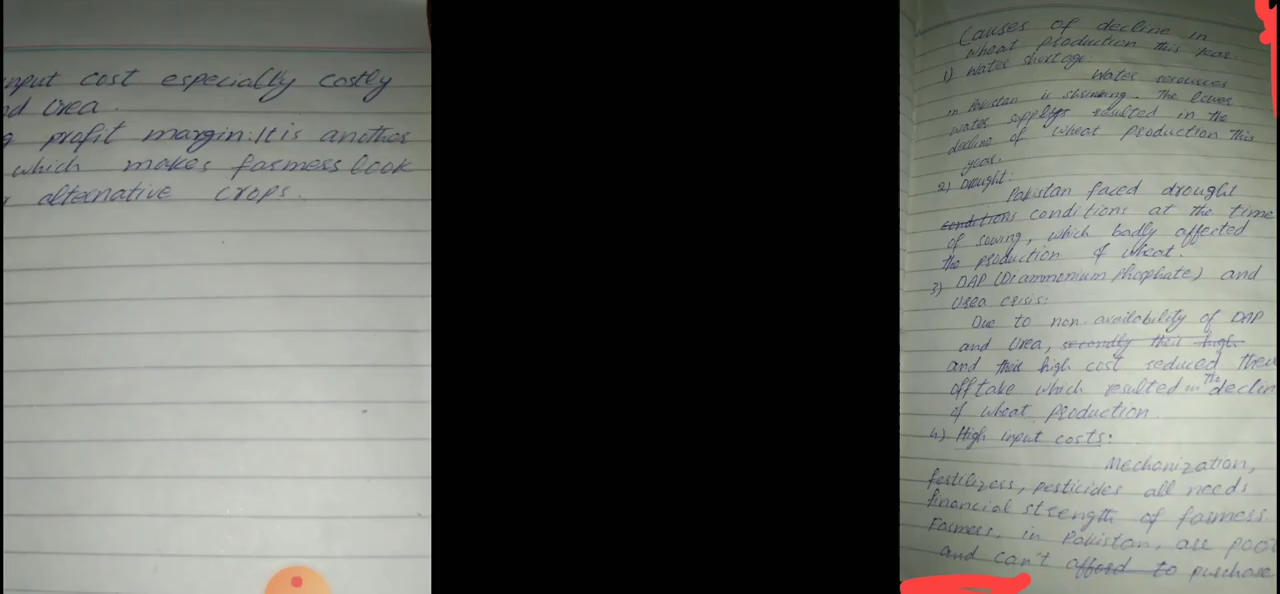 input cost especially costly
nd Urea.
g profit margin: It is another
which makes farmers look
r alternative crops.
Causes of decline in
wheat production this year.
1) Water shortage
Water resources
in Pakistan is shrinking. The lower
water supplies resulted in the
decline of wheat production this
year.
2) Drought:
Pakistan faced drought
conditions conditions at the time
of sowing, which badly affected
the production of wheat.
3) DAP (Diammonium Phosphate) and
Urea crisis:
Due to non-availability of DAP
and Urea, secondly their high
and their high cost reduced their
offtake which resulted in the declin
of wheat production.
4) High input costs:
Mechanization,
fertilizers, pesticides all needs
financial strength of farmers.
Farmers, in Pakistan, are poor
and can't afford to purchase